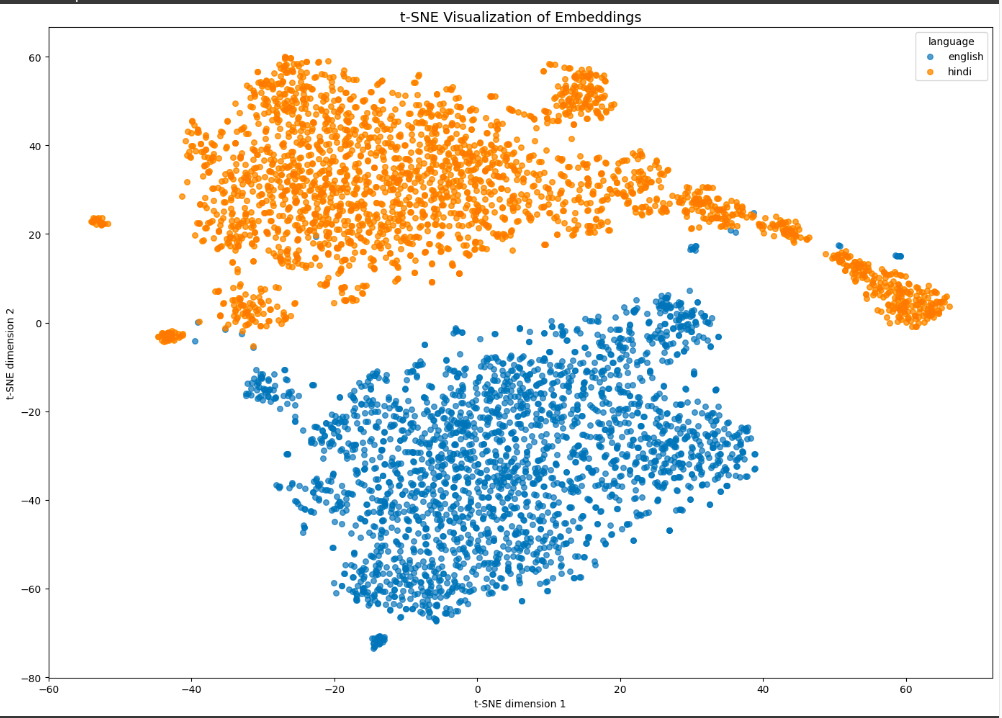 t-SNE Visualization of Embeddings
language
english
hindi
60
40
20
0
−20
−40
−60
−80
t-SNE dimension 2
−60
−40
−20
0
20
40
60
t-SNE dimension 1